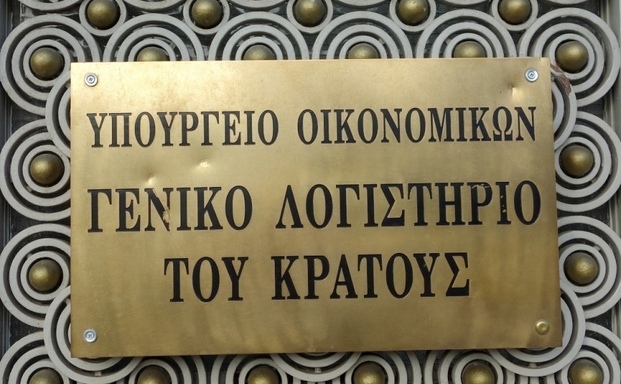 ΥΠΟΥΡΓΕΙΟ ΟΙΚΟΝΟΜΙΚΩΝ
ΓΕΝΙΚΟ ΛΟΓΙΣΤΗΡΙΟ
ΤΟΥ ΚΡΑΤΟΥΣ